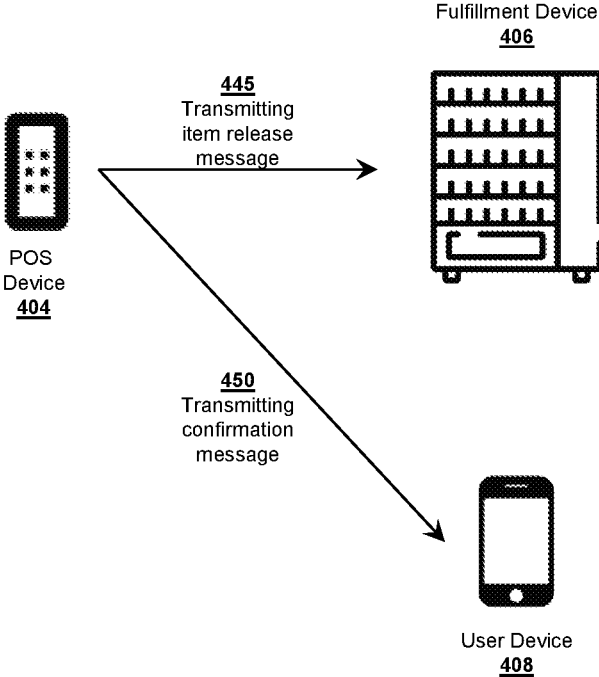 Fulfillment Device
406
445
Transmitting
item release
message
POS
Device
404
450
Transmitting
confirmation
message
User Device
408